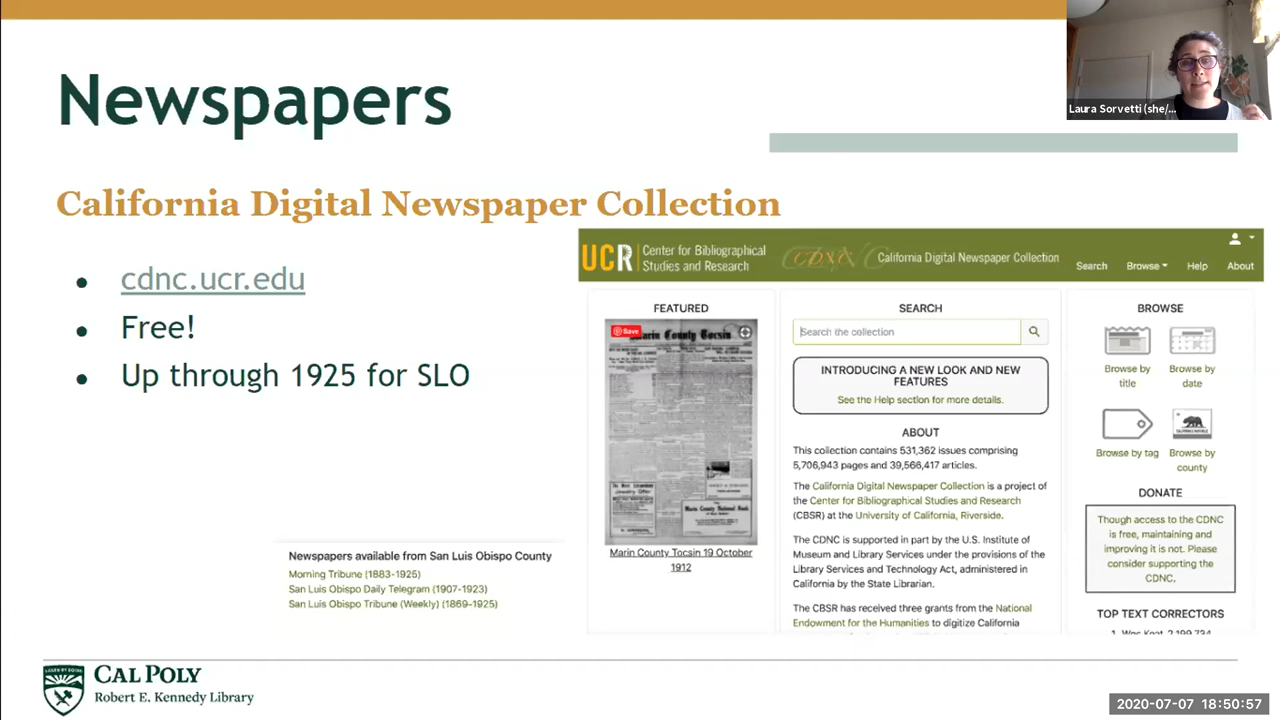 Newspapers
Laura Sorvetti (she/...
California Digital Newspaper Collection
cdnc.ucr.edu
Free!
Up through 1925 for SLO
Newspapers available from San Luis Obispo County
Morning Tribune (1883-1925)
San Luis Obispo Daily Telegram (1907-1923)
San Luis Obispo Tribune (Weekly) (1869-1925)
UCR
Center for Bibliographical
Studies and Research
CDNC
California Digital Newspaper Collection
Search
Browse
Help
About
FEATURED
Save
Marin County Tocsin
Marin County National Bank
Marin County Tocsin 19 October
1912
SEARCH
Search the collection
INTRODUCING A NEW LOOK AND NEW
FEATURES
See the Help section for more details.
ABOUT
This collection contains 531,362 issues comprising
5,706,943 pages and 39,566,417 articles.
The California Digital Newspaper Collection is a project of
the Center for Bibliographical Studies and Research
(CBSR) at the University of California, Riverside.
The CDNC is supported in part by the U.S. Institute of
Museum and Library Services under the provisions of the
Library Services and Technology Act, administered in
California by the State Librarian.
The CBSR has received three grants from the National
Endowment for the Humanities to digitize California
BROWSE
Browse by
title
Browse by
date
Browse by tag
Browse by
county
DONATE
Though access to the CDNC
is free, maintaining and
improving it is not. Please
consider supporting the
CDNC.
TOP TEXT CORRECTORS
CAL POLY
Robert E. Kennedy Library
2020-07-07 18:50:57